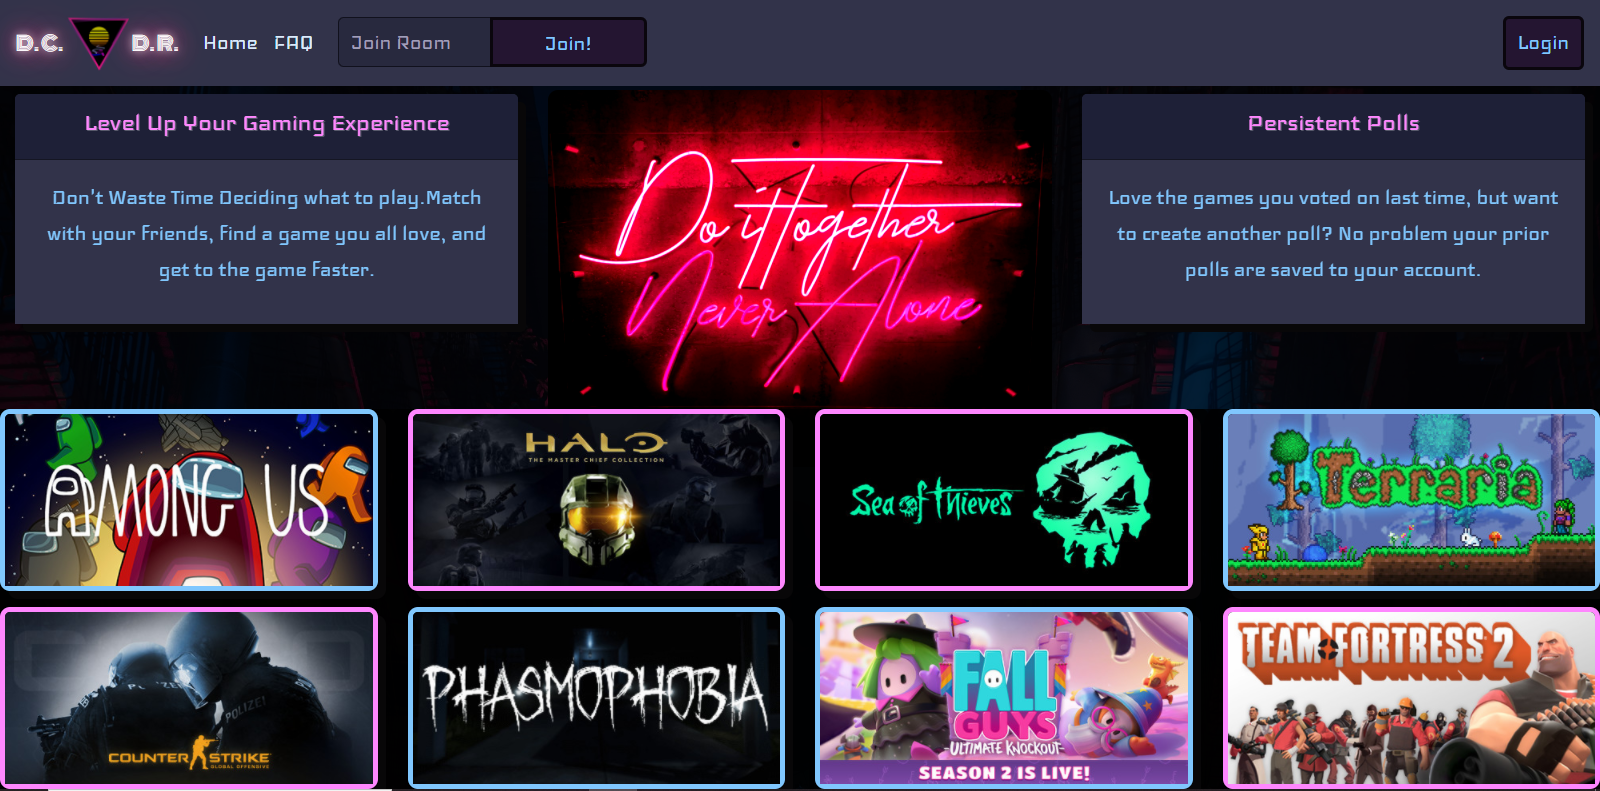 D.C. D.R. Home FAQ Join Room Join! Login
Level Up Your Gaming Experience
Don't Waste Time Deciding what to play.Match
with your Friends, Find a game you all love, and
get to the game Faster.
Do it together
Never Alone
Persistent Polls
Love the games you voted on last time, but want
to create another poll? No problem your prior
polls are saved to your account.
AMONG US
HALO
THE MASTER CHIEF COLLECTION
Sea of Thieves
Terraria
POLIZEI
POLIZEI
COUNTER STRIKE
GLOBAL OFFENSIVE
PHASMOPHOBIA
FALL
GUYS
-ULTIMATE KNOCKOUT-
SEASON 2 IS LIVE!
TEAM FORTRESS 2